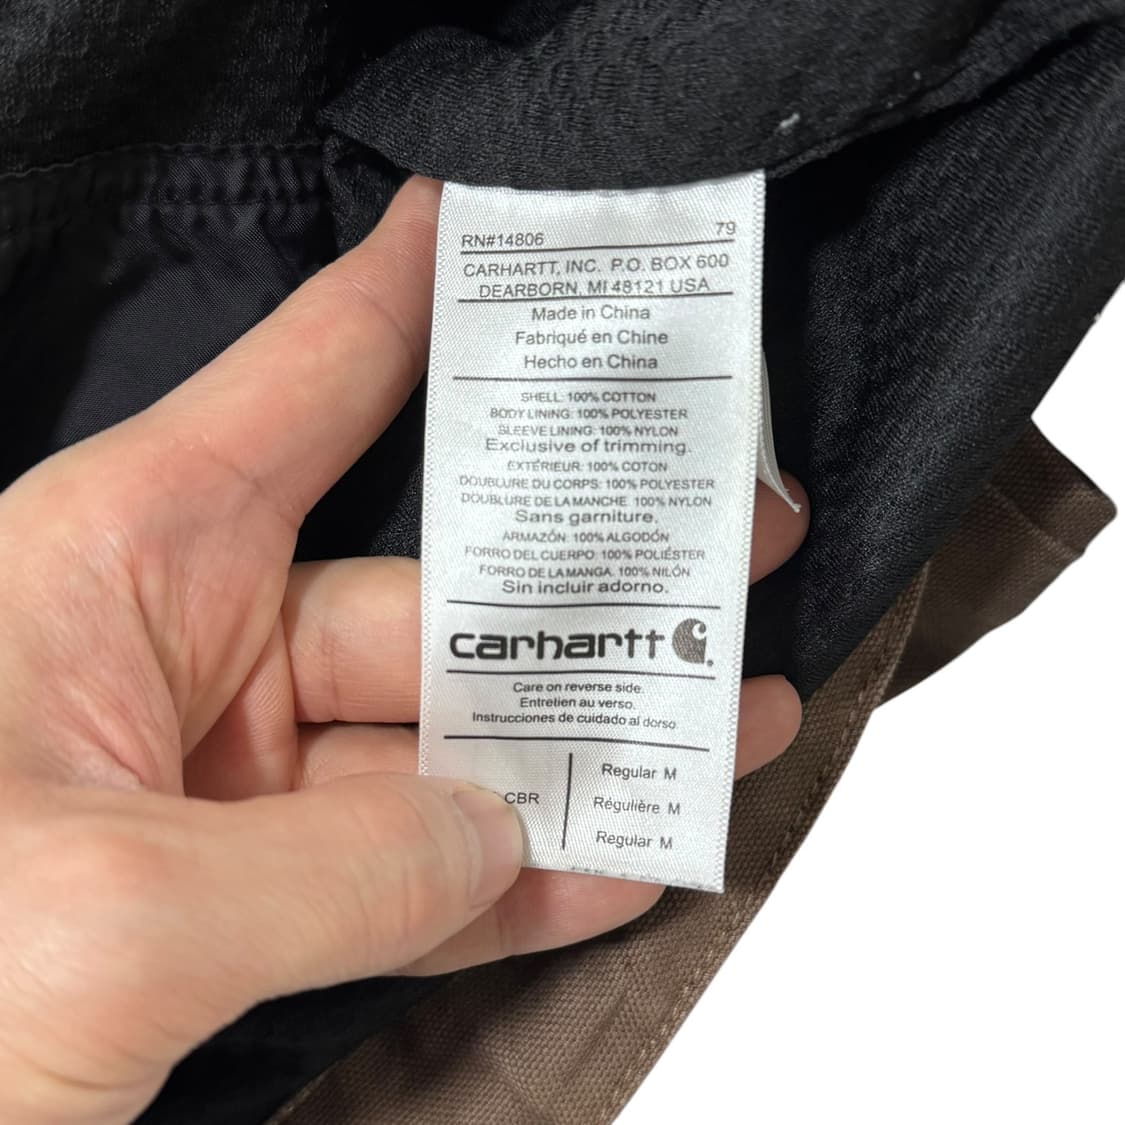 RN#14806 79
CARHARTT, INC. P.O. BOX 600
DEARBORN, MI 48121 USA
Made in China
Fabriqué en Chine
Hecho en China
SHELL: 100% COTTON
BODY LINING: 100% POLYESTER
SLEEVE LINING: 100% NYLON
Exclusive of trimming.
EXTÉRIEUR: 100% COTON
DOUBLURE DU CORPS: 100% POLYESTER
DOUBLURE DE LA MANCHE: 100% NYLON
Sans garniture.
ARMAZÓN: 100% ALGODÓN
FORRO DEL CUERPO: 100% POLIÉSTER
FORRO DE LA MANGA: 100% NILÓN
Sin incluir adorno.
carhartt
Care on reverse side.
Entretien au verso.
Instrucciones de cuidado al dorso
CBR
Regular M
Régulière M
Regular M